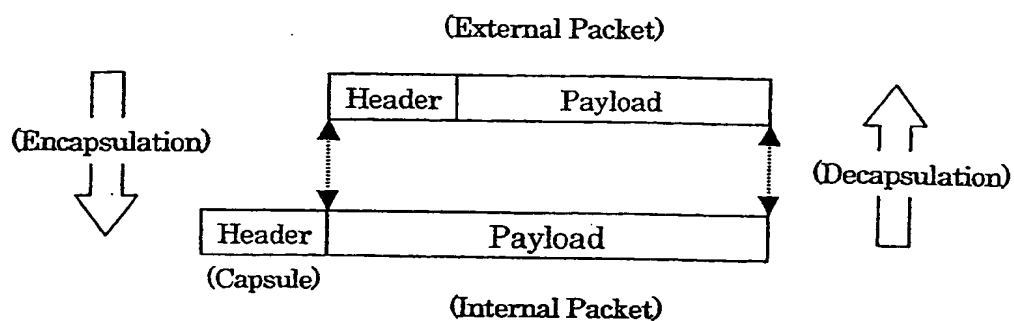 (External Packet)
Header Payload
(Encapsulation)
(Decapsulation)
Header Payload
(Capsule)
(Internal Packet)